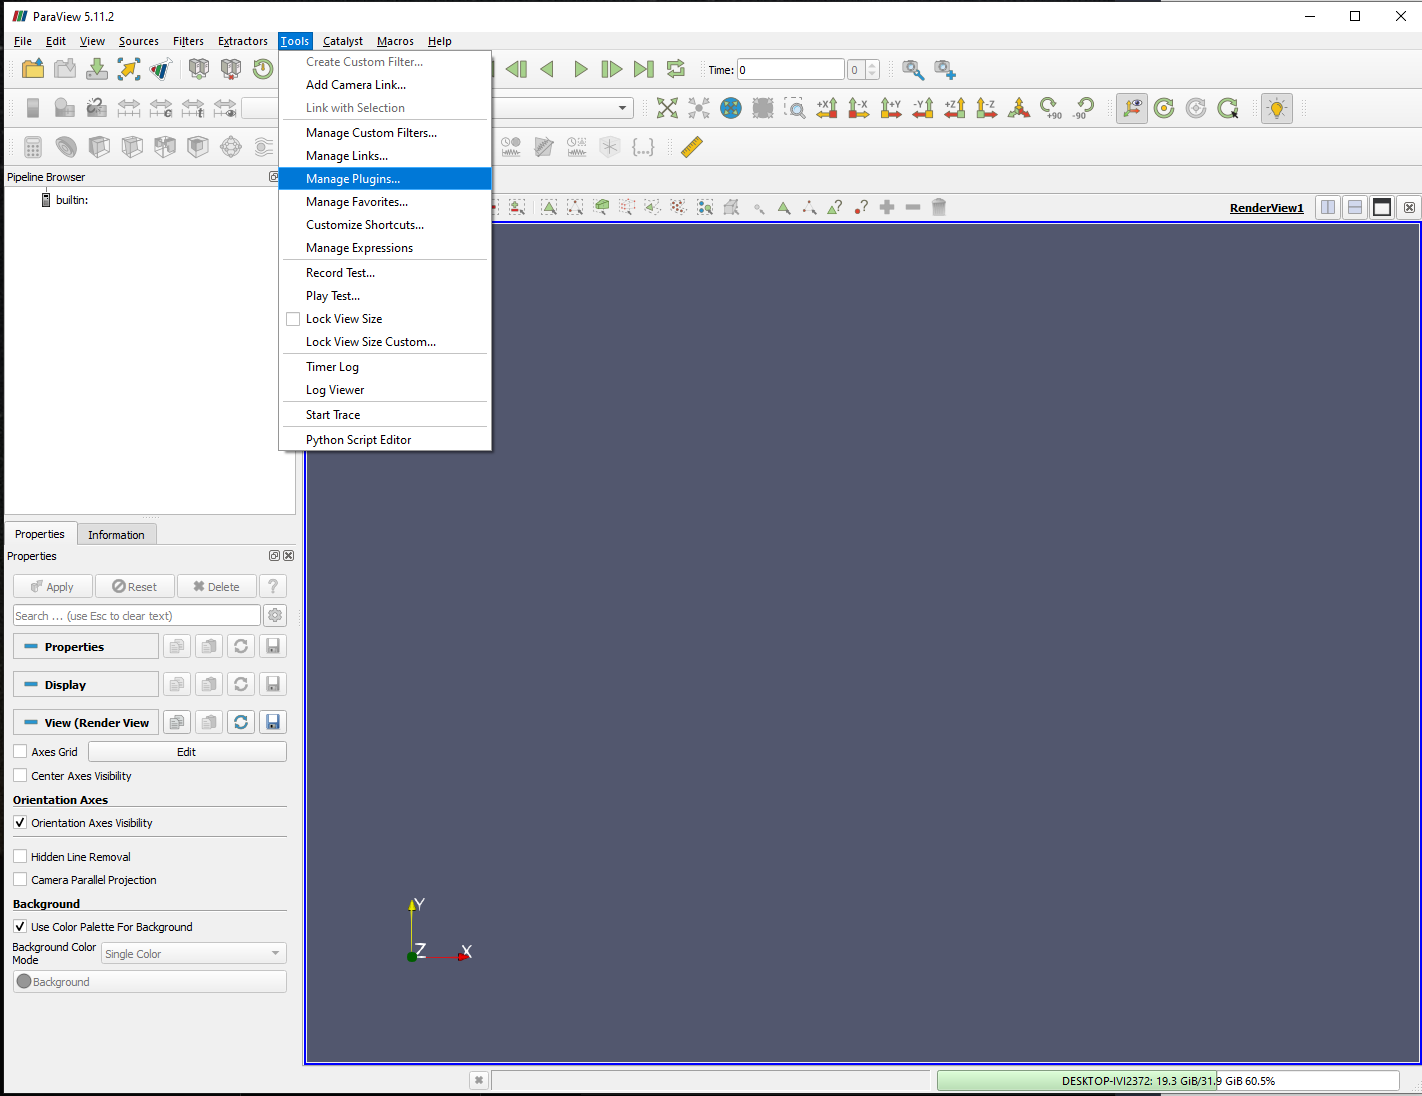 ParaView 5.11.2
File Edit View Sources Filters Extractors Tools Catalyst Macros Help
Time: 0 0
+X -X +Y -Y +Z -Z +90 -90
Pipeline Browser
builtin:
Create Custom Filter...
Add Camera Link...
Link with Selection
Manage Custom Filters...
Manage Links...
Manage Plugins...
Manage Favorites...
Customize Shortcuts...
Manage Expressions
Record Test...
Play Test...
Lock View Size
Lock View Size Custom...
Timer Log
Log Viewer
Start Trace
Python Script Editor
RenderView1
Properties Information
Properties
Apply Reset Delete ?
Search ... (use Esc to clear text)
Properties
Display
View (Render View
Axes Grid Edit
Center Axes Visibility
Orientation Axes
Orientation Axes Visibility
Hidden Line Removal
Camera Parallel Projection
Background
Use Color Palette For Background
Background Color
Mode
Single Color
Background
Y
Z
X
DESKTOP-IVI2372: 19.3 GiB/31.9 GiB 60.5%